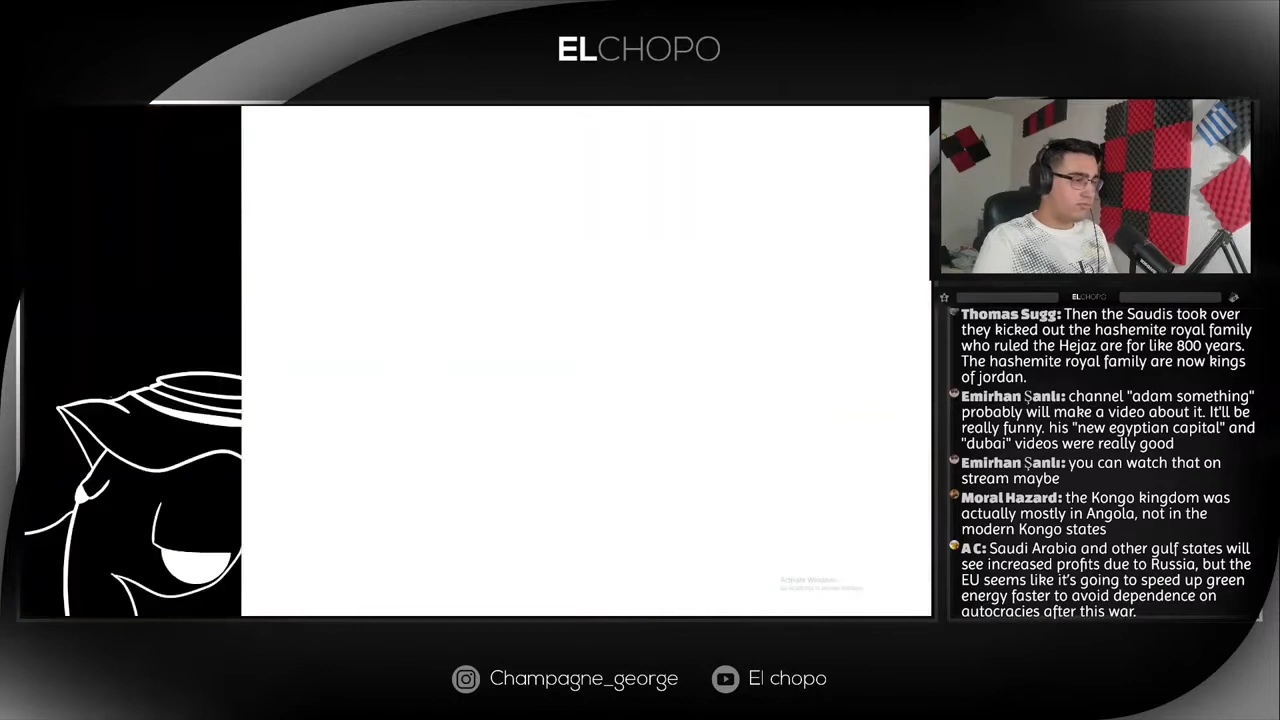 ELCHOPO
ELCHOPO
Thomas Sugg: Then the Saudis took over
they kicked out the hashemite royal family
who ruled the Hejaz are for like 800 years.
The hashemite royal family are now kings
of jordan.
Emirhan Şanlı: channel "adam something"
probably will make a video about it. It'll be
really funny. his "new egyptian capital" and
"dubai" videos were really good
Emirhan Şanlı: you can watch that on
stream maybe
Moral Hazard: the Kongo kingdom was
actually mostly in Angola, not in the
modern Kongo states
A C: Saudi Arabia and other gulf states will
see increased profits due to Russia, but the
EU seems like it's going to speed up green
energy faster to avoid dependence on
autocracies after this war.
Activate Windows
Champagne_george
El chopo